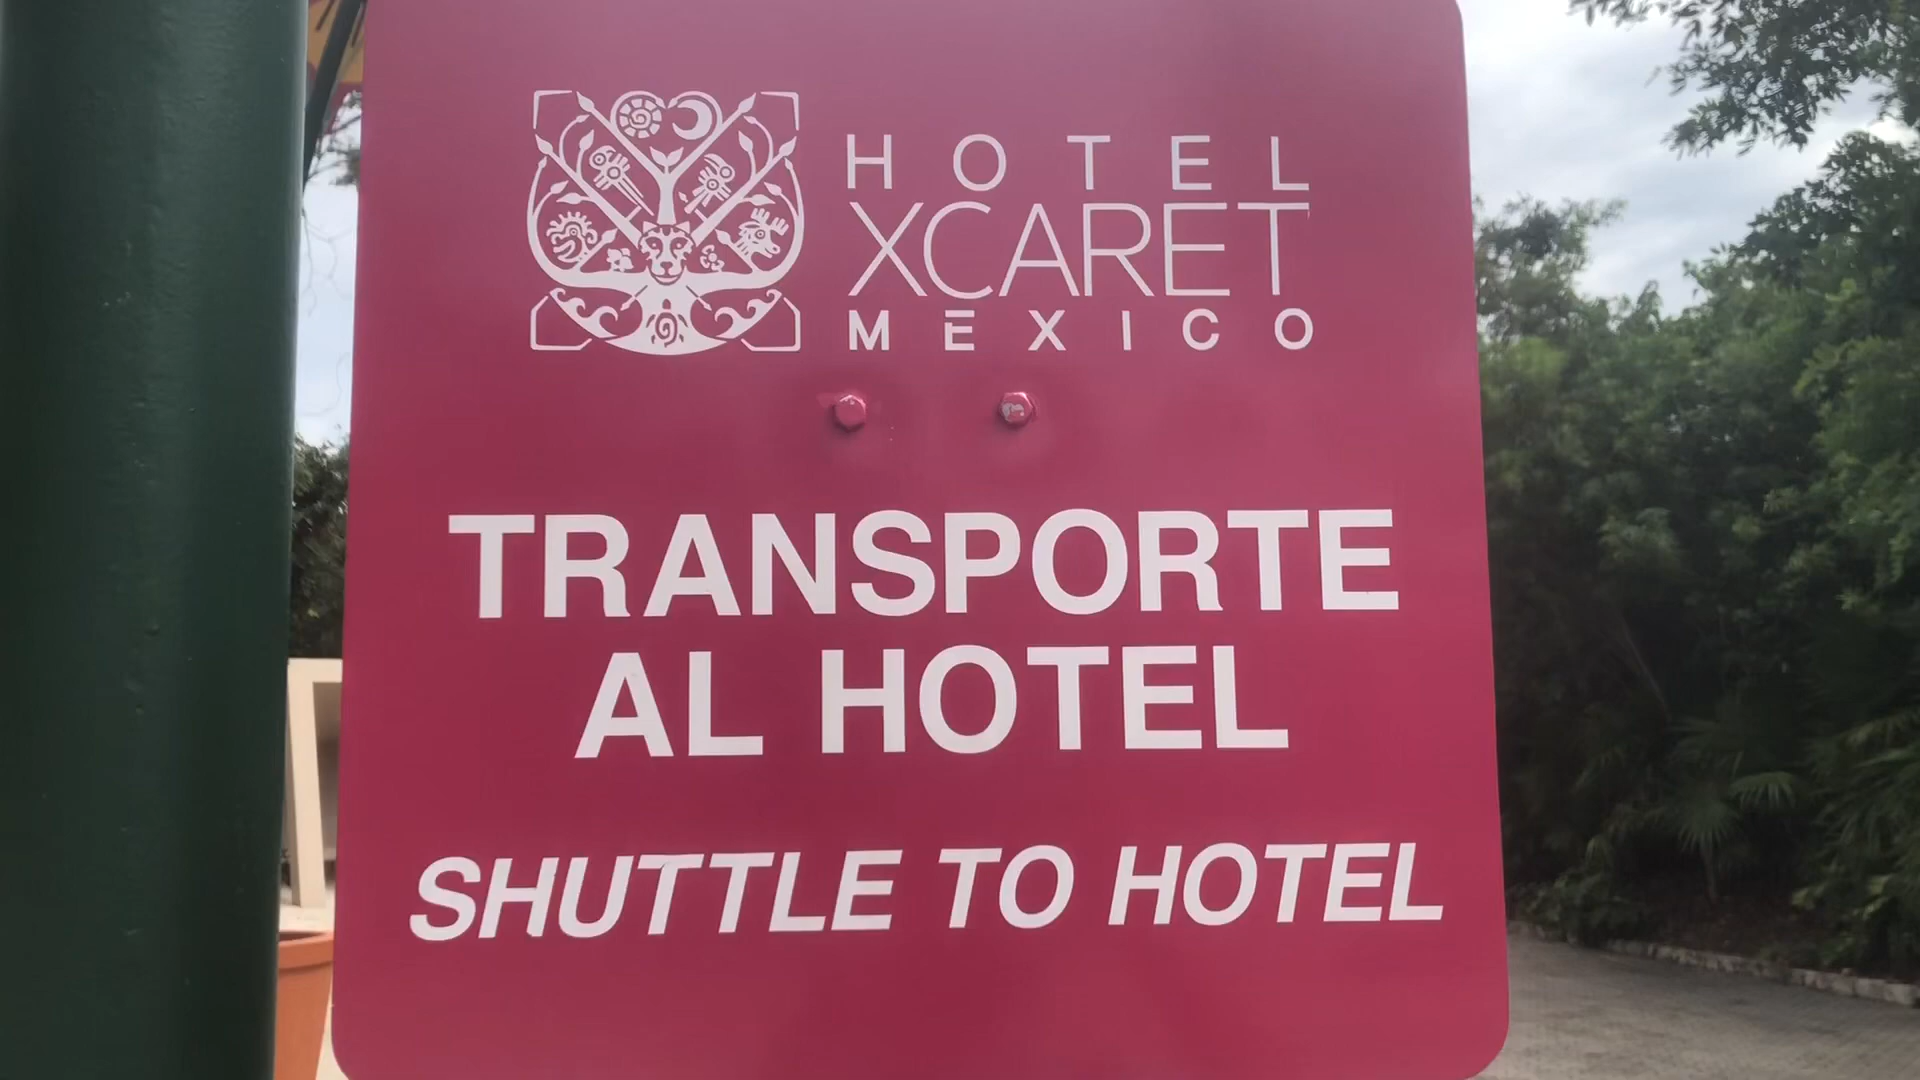 HOTEL
XCARET
MEXICO
TRANSPORTE
AL HOTEL
SHUTTLE TO HOTEL